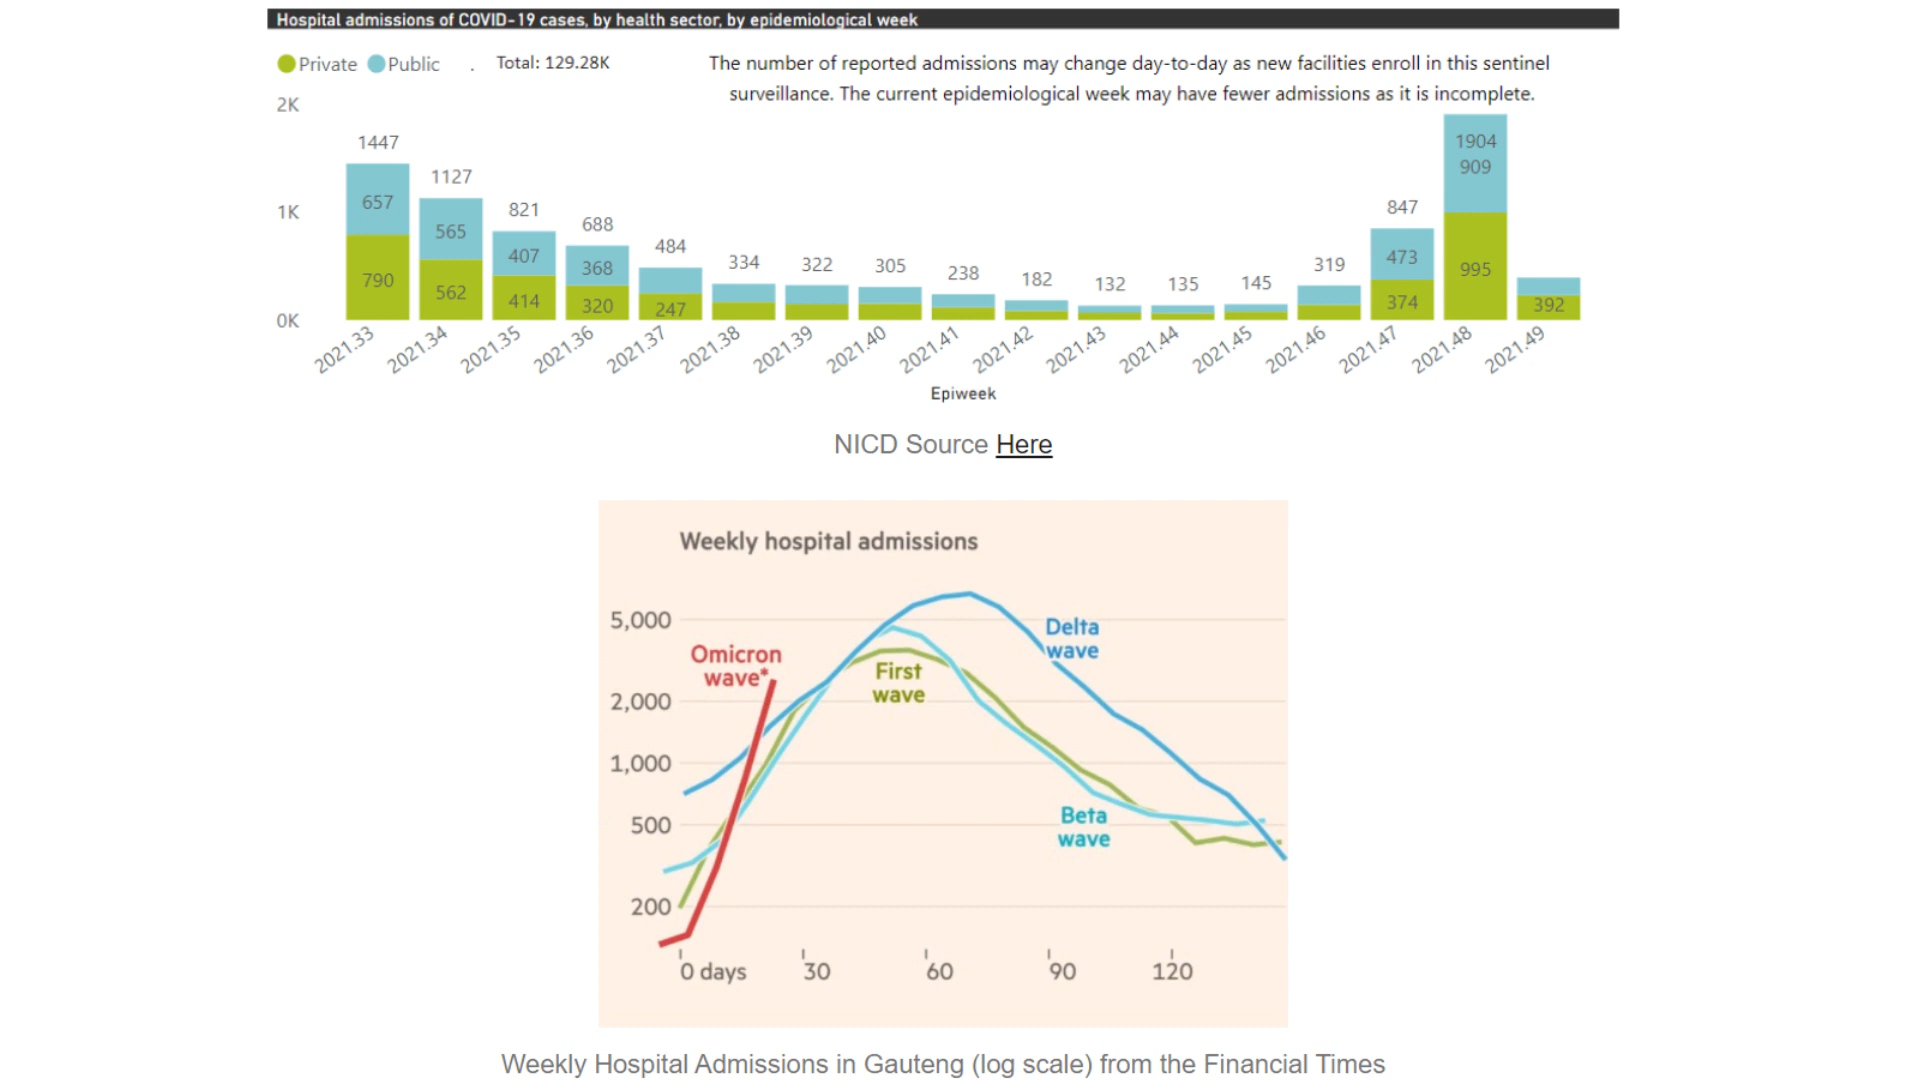 Hospital admissions of COVID-19 cases, by health sector, by epidemiological week
Private Public . Total: 129.28K
The number of reported admissions may change day-to-day as new facilities enroll in this sentinel
surveillance. The current epidemiological week may have fewer admissions as it is incomplete.
2K
1K
0K
1447
657
790
1127
565
562
821
407
414
688
368
320
484
247
334
322
305
238
182
132
135
145
319
847
473
374
1904
909
995
392
2021.33 2021.34 2021.35 2021.36 2021.37 2021.38 2021.39 2021.40 2021.41 2021.42 2021.43 2021.44 2021.45 2021.46 2021.47 2021.48 2021.49
Epiweek
NICD Source Here
Weekly hospital admissions
5,000
2,000
1,000
500
200
Omicron
wave*
First
wave
Delta
wave
Beta
wave
0 days 30 60 90 120
Weekly Hospital Admissions in Gauteng (log scale) from the Financial Times